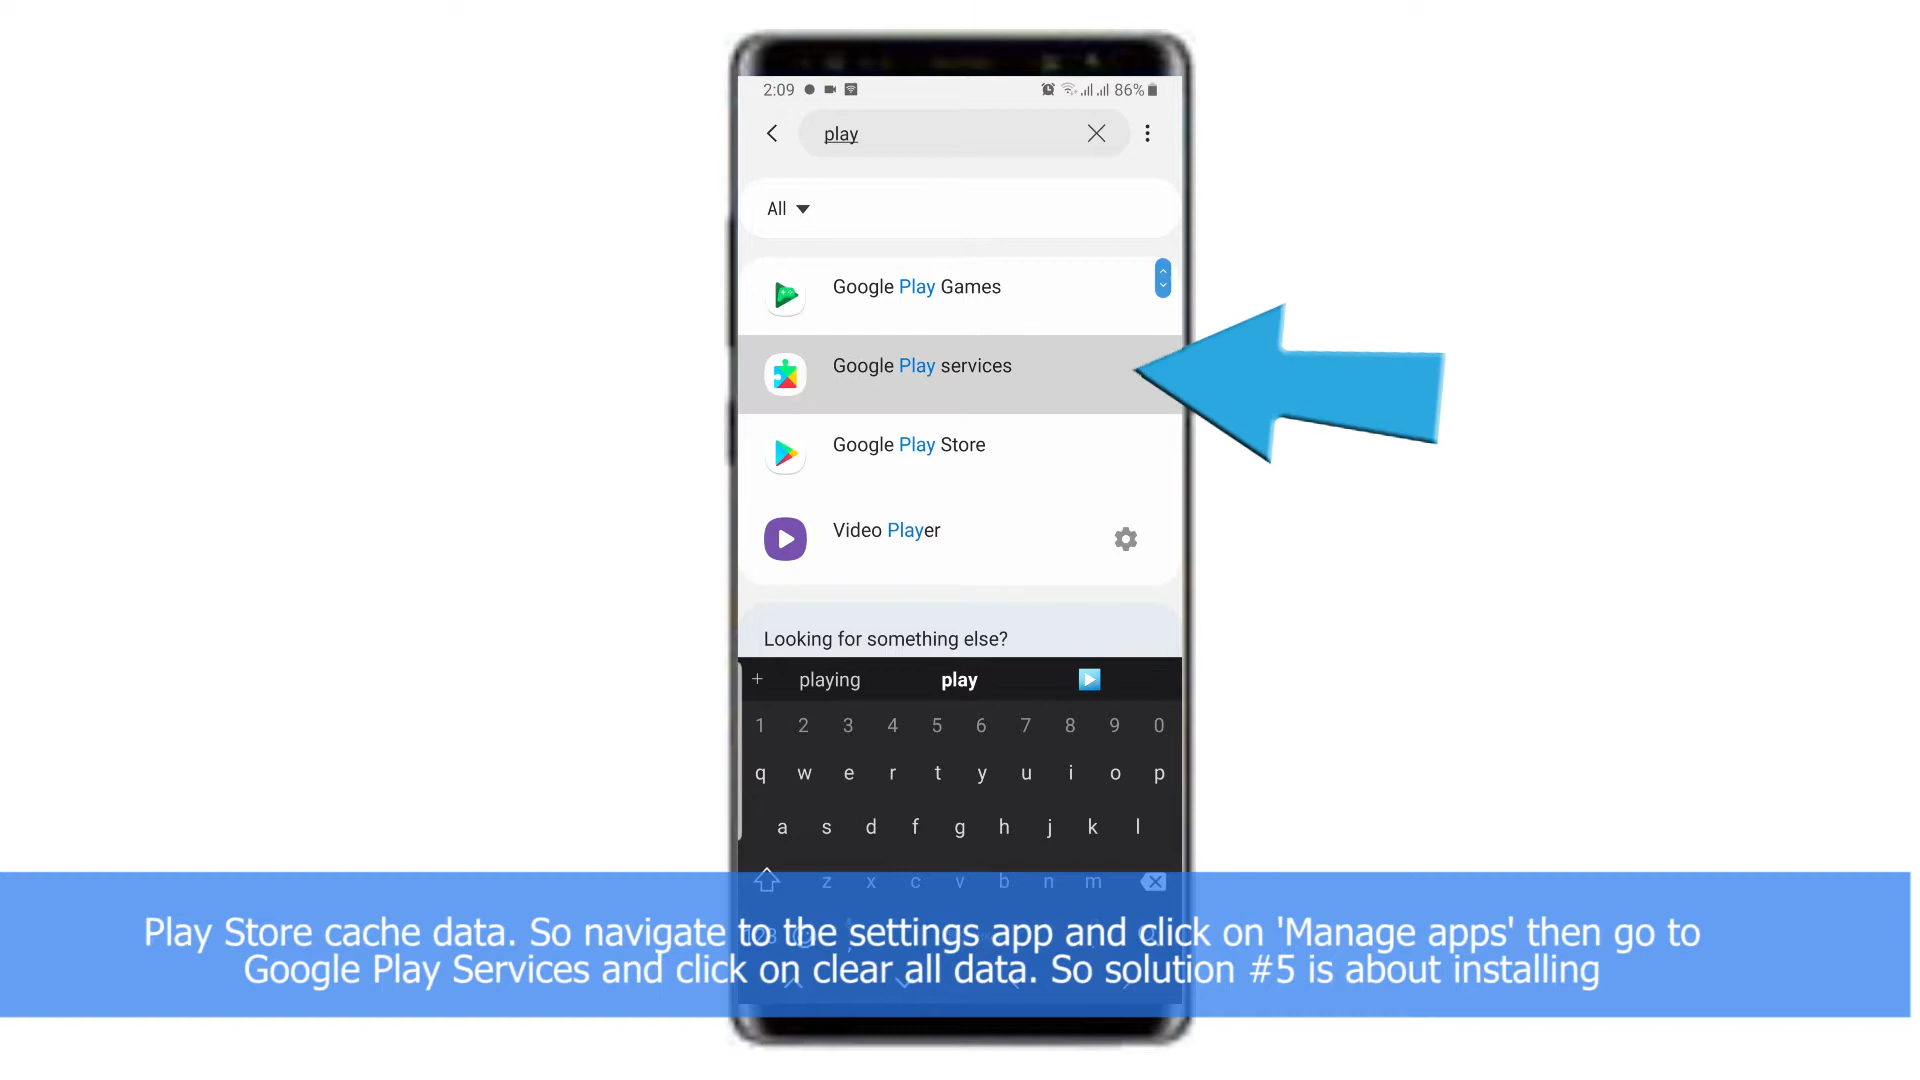 2:09 86%
play
All
Google Play Games
Google Play services
Google Play Store
Video Player
Looking for something else?
+ playing play
1 2 3 4 5 6 7 8 9 0
q w e r t y u i o p
a s d f g h j k l
z x c v b n m
123
Play Store cache data. So navigate to the settings app and click on 'Manage apps' then go to
Google Play Services and click on clear all data. So solution #5 is about installing